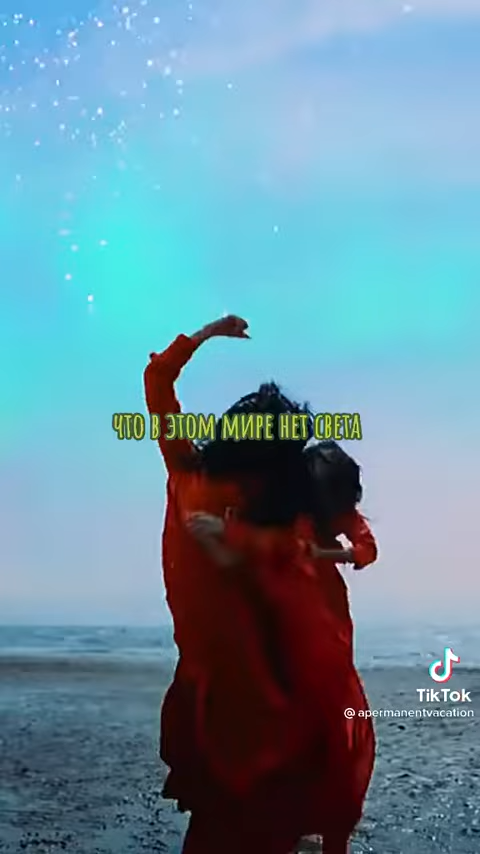 ЧТО В ЭТОМ МИРЕ НЕТ СВЕТА
TikTok
@apermanentvacation